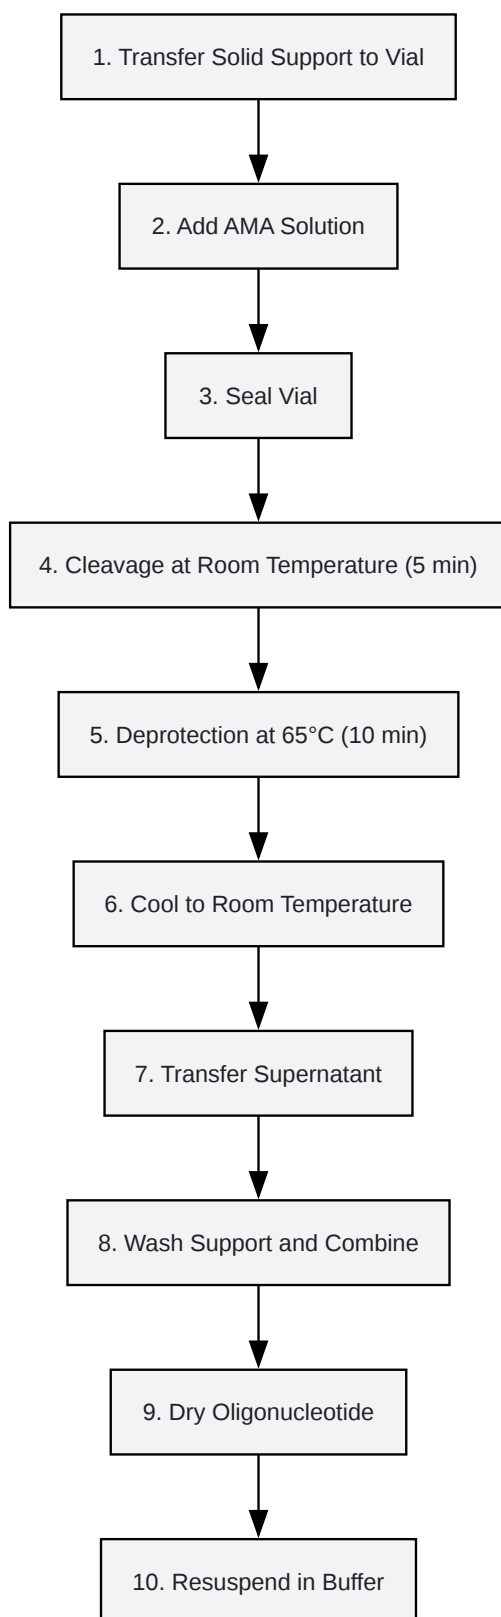 1. Transfer Solid Support to Vial
2. Add AMA Solution
3. Seal Vial
4. Cleavage at Room Temperature (5 min)
5. Deprotection at 65°C (10 min)
6. Cool to Room Temperature
7. Transfer Supernatant
8. Wash Support and Combine
9. Dry Oligonucleotide
10. Resuspend in Buffer